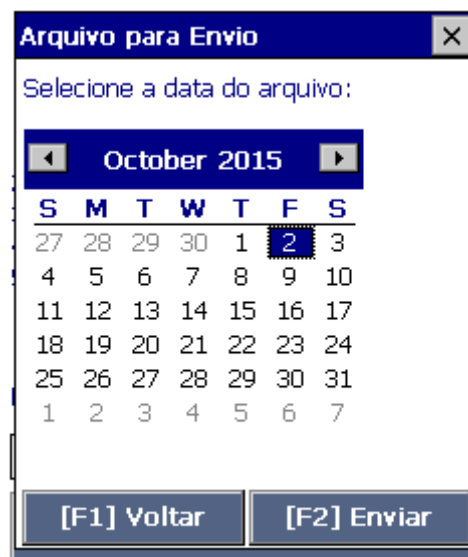 Arquivo para Envio
Selecione a data do arquivo:
October 2015
S M T W T F S
27 28 29 30 1 2 3
4 5 6 7 8 9 10
11 12 13 14 15 16 17
18 19 20 21 22 23 24
25 26 27 28 29 30 31
1 2 3 4 5 6 7
[F1] Voltar [F2] Enviar